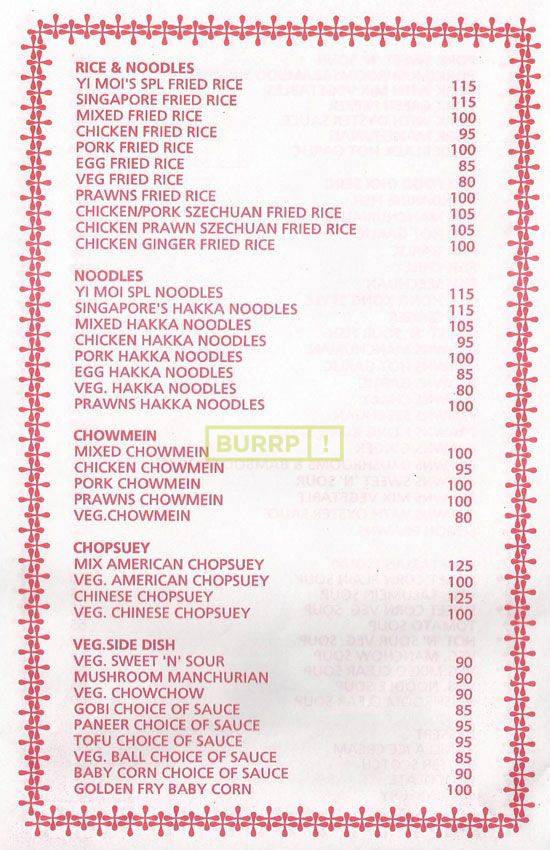 RICE & NOODLES
YI MOI'S SPL FRIED RICE 115
SINGAPORE FRIED RICE 115
MIXED FRIED RICE 100
CHICKEN FRIED RICE 95
PORK FRIED RICE 100
EGG FRIED RICE 85
VEG FRIED RICE 80
PRAWNS FRIED RICE 100
CHICKEN/PORK SZECHUAN FRIED RICE 105
CHICKEN PRAWN SZECHUAN FRIED RICE 105
CHICKEN GINGER FRIED RICE 100
NOODLES
YI MOI SPL NOODLES 115
SINGAPORE'S HAKKA NOODLES 115
MIXED HAKKA NOODLES 105
CHICKEN HAKKA NOODLES 95
PORK HAKKA NOODLES 100
EGG HAKKA NOODLES 85
VEG. HAKKA NOODLES 80
PRAWNS HAKKA NOODLES 100
CHOWMEIN
BURRP !
MIXED CHOWMEIN 100
CHICKEN CHOWMEIN 95
PORK CHOWMEIN 100
PRAWNS CHOWMEIN 100
VEG.CHOWMEIN 80
CHOPSUEY
MIX AMERICAN CHOPSUEY 125
VEG. AMERICAN CHOPSUEY 100
CHINESE CHOPSUEY 125
VEG. CHINESE CHOPSUEY 100
VEG.SIDE DISH
VEG. SWEET 'N' SOUR 90
MUSHROOM MANCHURIAN 90
VEG. CHOWCHOW 90
GOBI CHOICE OF SAUCE 85
PANEER CHOICE OF SAUCE 95
TOFU CHOICE OF SAUCE 95
VEG. BALL CHOICE OF SAUCE 85
BABY CORN CHOICE OF SAUCE 90
GOLDEN FRY BABY CORN 100